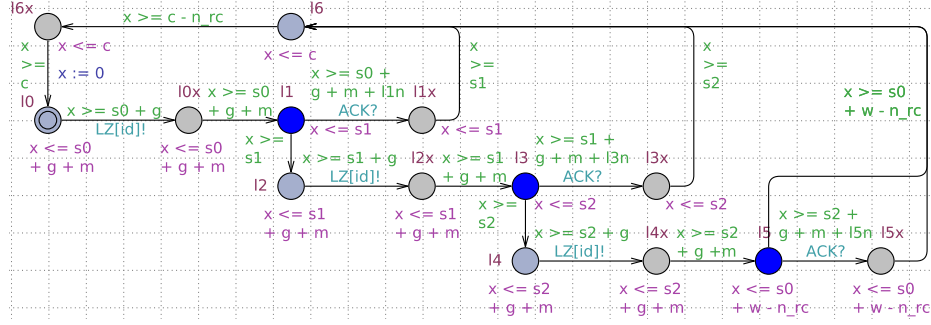 l6x
x >= c - n_rc
l6
x
>=
c
x <= c
x := 0
x <= c
x
>=
s1
x
>=
s2
l0
x >= s0 + g
LZ[id]!
x <= s0
+ g + m
l0x
x >= s0
+ g + m
x <= s0
+ g + m
l1
x >= s0 +
g + m + l1n
ACK?
x <= s1
l1x
x <= s1
x >= s0
+ w - n_rc
x >=
s1
l2
x >= s1 + g
LZ[id]!
x <= s1
+ g + m
l2x
x >= s1
+ g + m
x <= s1
+ g + m
l3
x >= s1 +
g + m + l3n
ACK?
x <= s2
l3x
x <= s2
x >=
s2
l4
x >= s2 + g
LZ[id]!
x <= s2
+ g + m
l4x
x >= s2
+ g +m
x <= s2
+ g + m
l5
x >= s2 +
g + m + l5n
ACK?
x <= s0
+ w - n_rc
l5x
x <= s0
+ w - n_rc